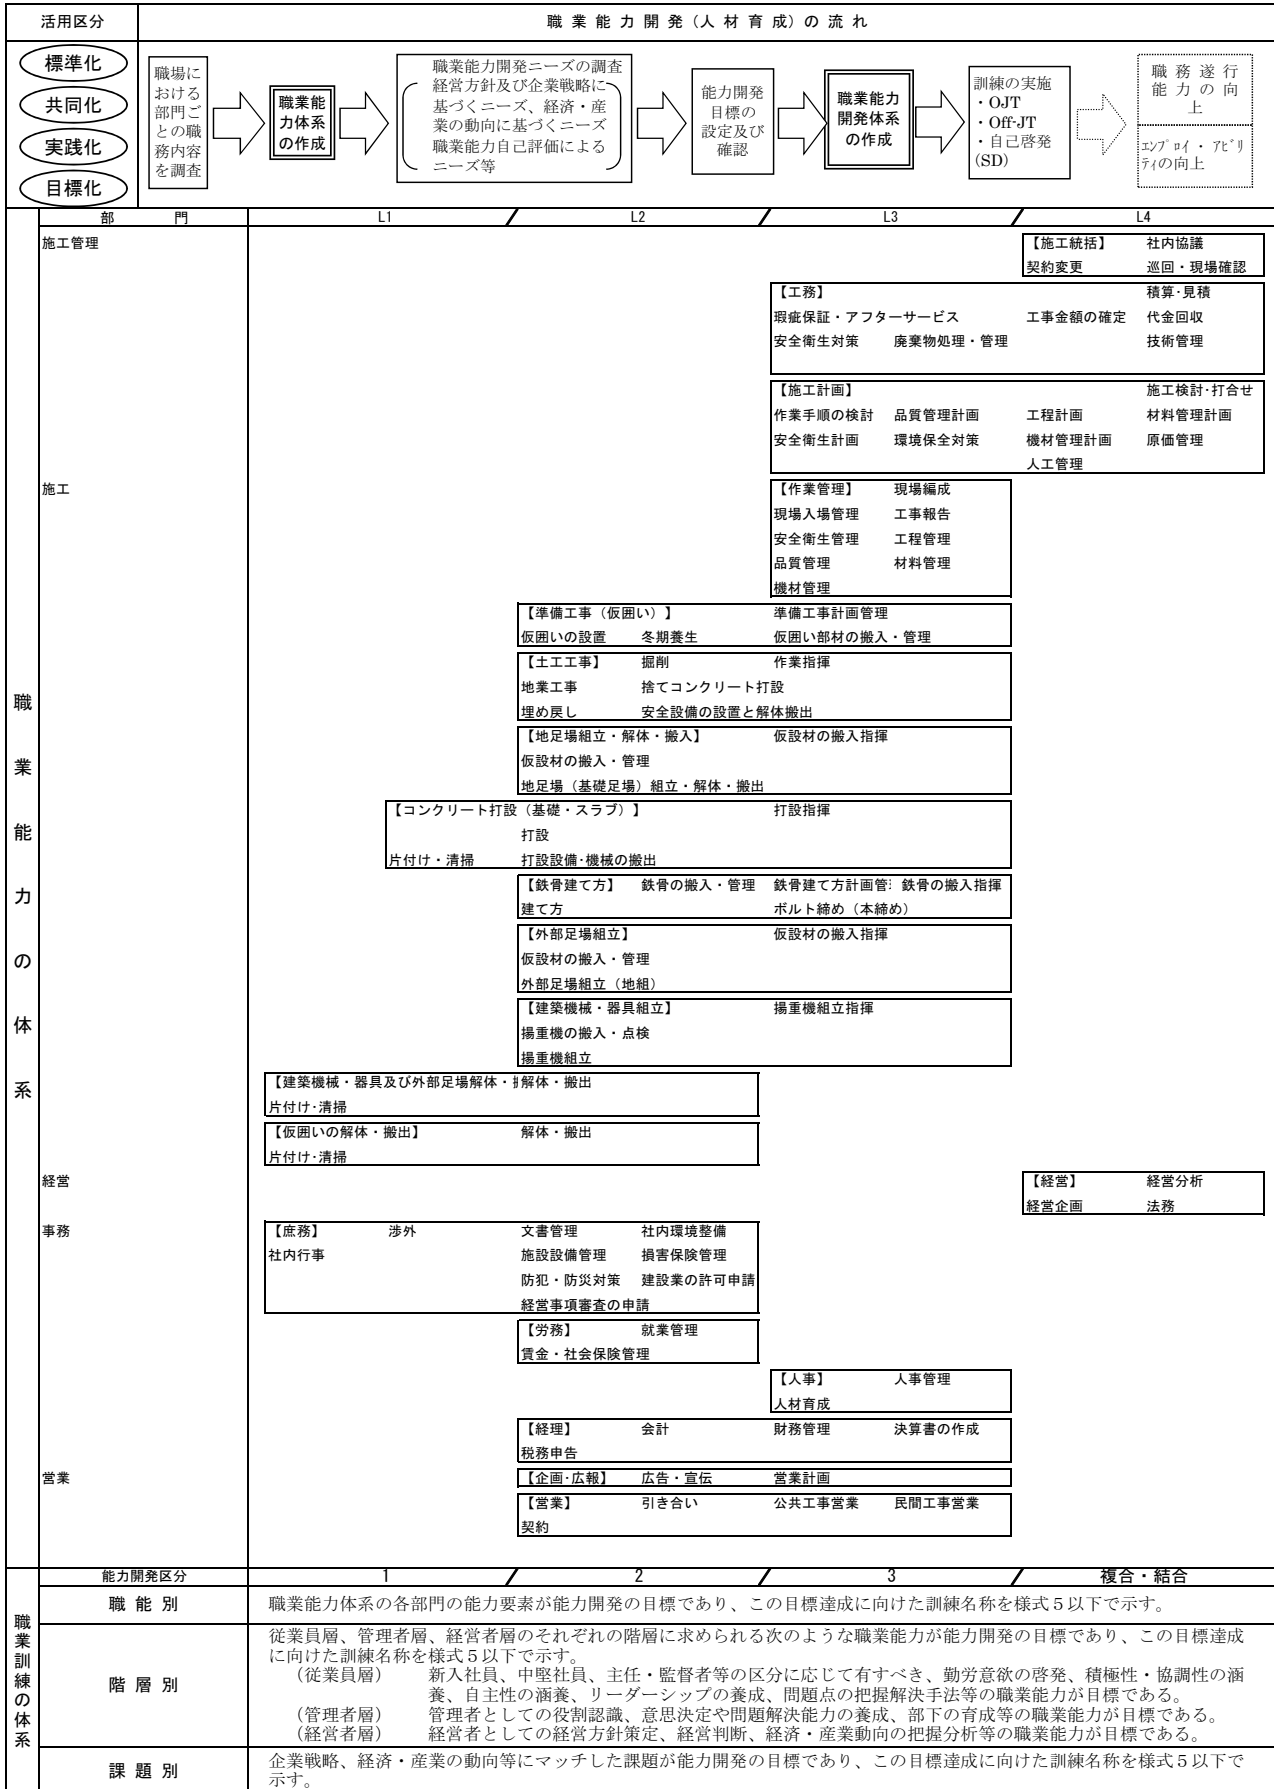 活用区分
職 業 能 力 開 発（人 材 育 成）の 流 れ
標準化
共同化
実践化
目標化
職場に
おける
部門ご
との職
務内容
を調査
職業能
力体系
の作成
職業能力開発ニーズの調査
経営方針及び企業戦略に
基づくニーズ、経済・産
業の動向に基づくニーズ
職業能力自己評価による
ニーズ等
能力開発
目標の
設定及び
確認
職業能力
開発体系
の作成
訓練の実施
・OJT
・Off-JT
・自己啓発
(SD)
職 務 遂 行
能 力 の 向
上
ｴﾝﾌﾟﾛｲ・ｱﾋﾞﾘ
ﾃｨの向上
職業能力の体系
部　　門 L1 L2 L3 L4
施工管理 【施工統括】 社内協議
契約変更 巡回・現場確認
【工務】 積算･見積
瑕疵保証・アフターサービス 工事金額の確定 代金回収
安全衛生対策 廃棄物処理・管理 技術管理
【施工計画】 施工検討･打合せ
作業手順の検討 品質管理計画 工程計画 材料管理計画
安全衛生計画 環境保全対策 機材管理計画 原価管理
人工管理
施工 【作業管理】 現場編成
現場入場管理 工事報告
安全衛生管理 工程管理
品質管理 材料管理
機材管理
【準備工事（仮囲い）】 準備工事計画管理
仮囲いの設置 冬期養生 仮囲い部材の搬入・管理
【土工工事】 掘削 作業指揮
地業工事 捨てコンクリート打設
埋め戻し 安全設備の設置と解体搬出
【地足場組立・解体・搬入】 仮設材の搬入指揮
仮設材の搬入・管理
地足場（基礎足場）組立・解体・搬出
【コンクリート打設（基礎・スラブ）】 打設指揮
打設
片付け・清掃 打設設備･機械の搬出
【鉄骨建て方】 鉄骨の搬入・管理 鉄骨建て方計画管 鉄骨の搬入指揮
建て方 ボルト締め（本締め）
【外部足場組立】 仮設材の搬入指揮
仮設材の搬入・管理
外部足場組立（地組）
【建築機械・器具組立】 揚重機組立指揮
揚重機の搬入・点検
揚重機組立
【建築機械・器具及び外部足場解体・ 解体・搬出
片付け･清掃
【仮囲いの解体・搬出】 解体・搬出
片付け･清掃
経営 【経営】 経営分析
経営企画 法務
事務 【庶務】 渉外 文書管理 社内環境整備
社内行事 施設設備管理 損害保険管理
防犯・防災対策 建設業の許可申請
経営事項審査の申請
【労務】 就業管理
賃金・社会保険管理
【人事】 人事管理
人材育成
【経理】 会計 財務管理 決算書の作成
税務申告
営業 【企画･広報】 広告・宣伝 営業計画
【営業】 引き合い 公共工事営業 民間工事営業
契約
職業訓練の体系
能力開発区分 1 2 3 複合・結合
職 能 別 職業能力体系の各部門の能力要素が能力開発の目標であり、この目標達成に向けた訓練名称を様式５以下で示す。
階 層 別
従業員層、管理者層、経営者層のそれぞれの階層に求められる次のような職業能力が能力開発の目標であり、この目標達成
に向けた訓練名称を様式５以下で示す。
（従業員層） 新入社員、中堅社員、主任・監督者等の区分に応じて有すべき、勤労意欲の啓発、積極性・協調性の涵
養、自主性の涵養、リーダーシップの養成、問題点の把握解決手法等の職業能力が目標である。
（管理者層） 管理者としての役割認識、意思決定や問題解決能力の養成、部下の育成等の職業能力が目標である。
（経営者層） 経営者としての経営方針策定、経営判断、経済・産業動向の把握分析等の職業能力が目標である。
課 題 別
企業戦略、経済・産業の動向等にマッチした課題が能力開発の目標であり、この目標達成に向けた訓練名称を様式５以下で
示す。